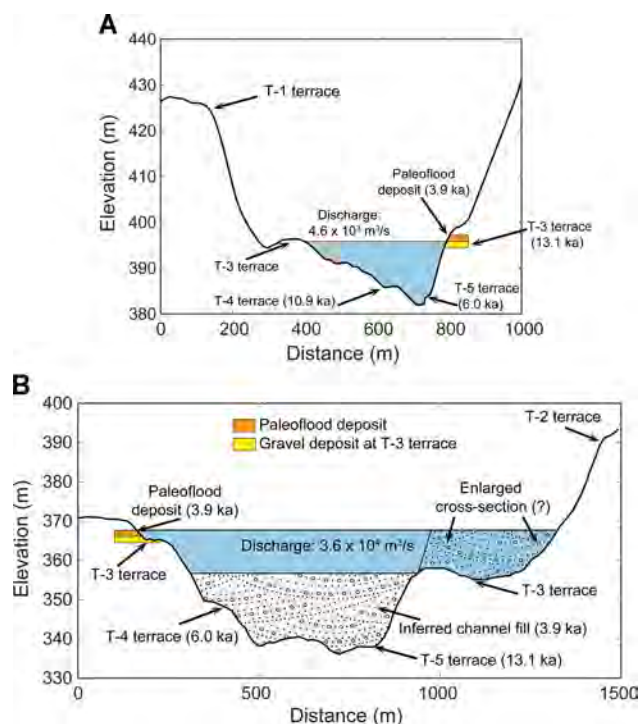 A
440
430
420
410
400
390
380
Elevation (m)
T-1 terrace
Paleoflood
deposit (3.9 ka)
Discharge:
4.6 x 10³ m³/s
T-3 terrace
(13.1 ka)
T-3 terrace
T-4 terrace (10.9 ka)
T-5 terrace
(6.0 ka)
0 200 400 600 800 1000
Distance (m)
B
400
390
380
370
360
350
340
330
Elevation (m)
Paleoflood deposit
Gravel deposit at T-3 terrace
T-2 terrace
Paleoflood
deposit (3.9 ka)
Enlarged
cross-section (?)
Discharge: 3.6 x 10⁴ m³/s
T-3 terrace
T-3 terrace
T-4 terrace (6.0 ka)
Inferred channel fill (3.9 ka)
T-5 terrace (13.1 ka)
0 500 1000 1500
Distance (m)